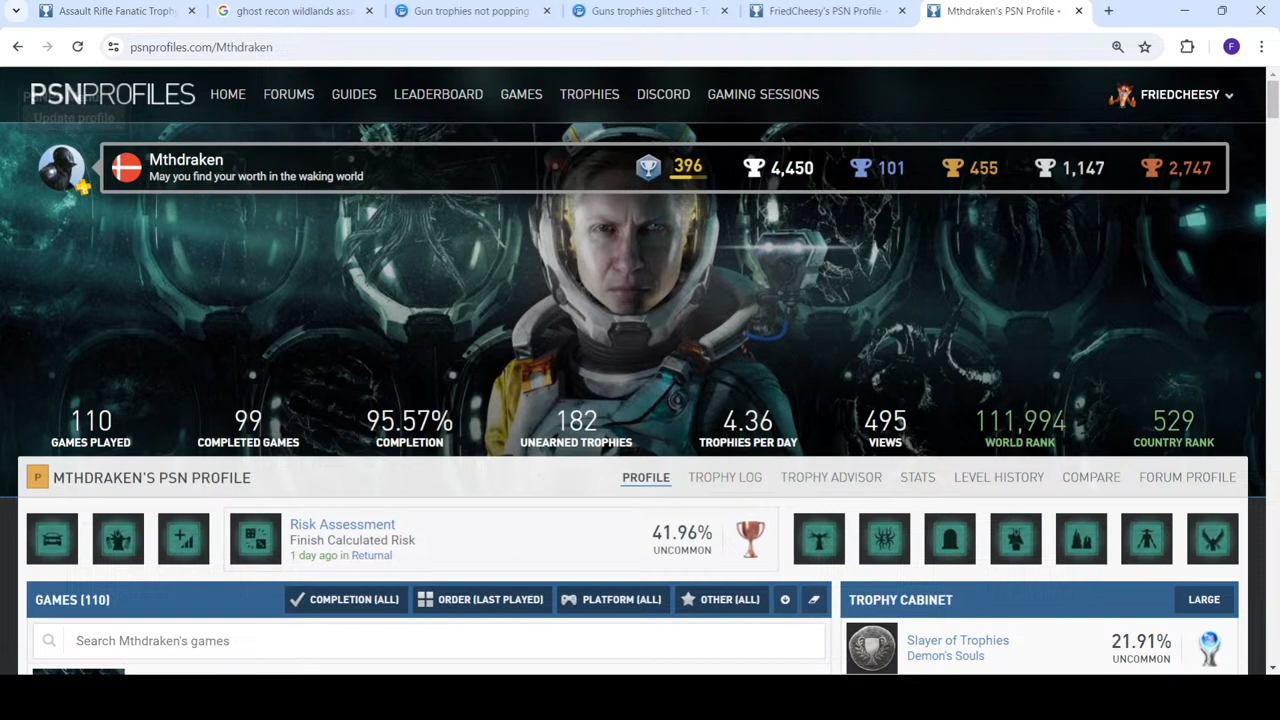 Assault Rifle Fanatic Trophy
ghost recon wildlands assa
Gun trophies not popping
Guns trophies glitched - To
FriedCheesy's PSN Profile •
Mthdraken's PSN Profile •
psnprofiles.com/Mthdraken
F
PSNPROFILES
HOME
FORUMS
GUIDES
LEADERBOARD
GAMES
TROPHIES
DISCORD
GAMING SESSIONS
FRIEDCHEESY
Update profile
Mthdraken
May you find your worth in the waking world
396
4,450
101
455
1,147
2,747
110
GAMES PLAYED
99
COMPLETED GAMES
95.57%
COMPLETION
182
UNEARNED TROPHIES
4.36
TROPHIES PER DAY
495
VIEWS
111,994
WORLD RANK
529
COUNTRY RANK
P
MTHDRAKEN'S PSN PROFILE
PROFILE
TROPHY LOG
TROPHY ADVISOR
STATS
LEVEL HISTORY
COMPARE
FORUM PROFILE
Risk Assessment
Finish Calculated Risk
1 day ago in Returnal
41.96%
UNCOMMON
GAMES (110)
COMPLETION (ALL)
ORDER (LAST PLAYED)
PLATFORM (ALL)
OTHER (ALL)
Search Mthdraken's games
TROPHY CABINET
LARGE
Slayer of Trophies
Demon's Souls
21.91%
UNCOMMON